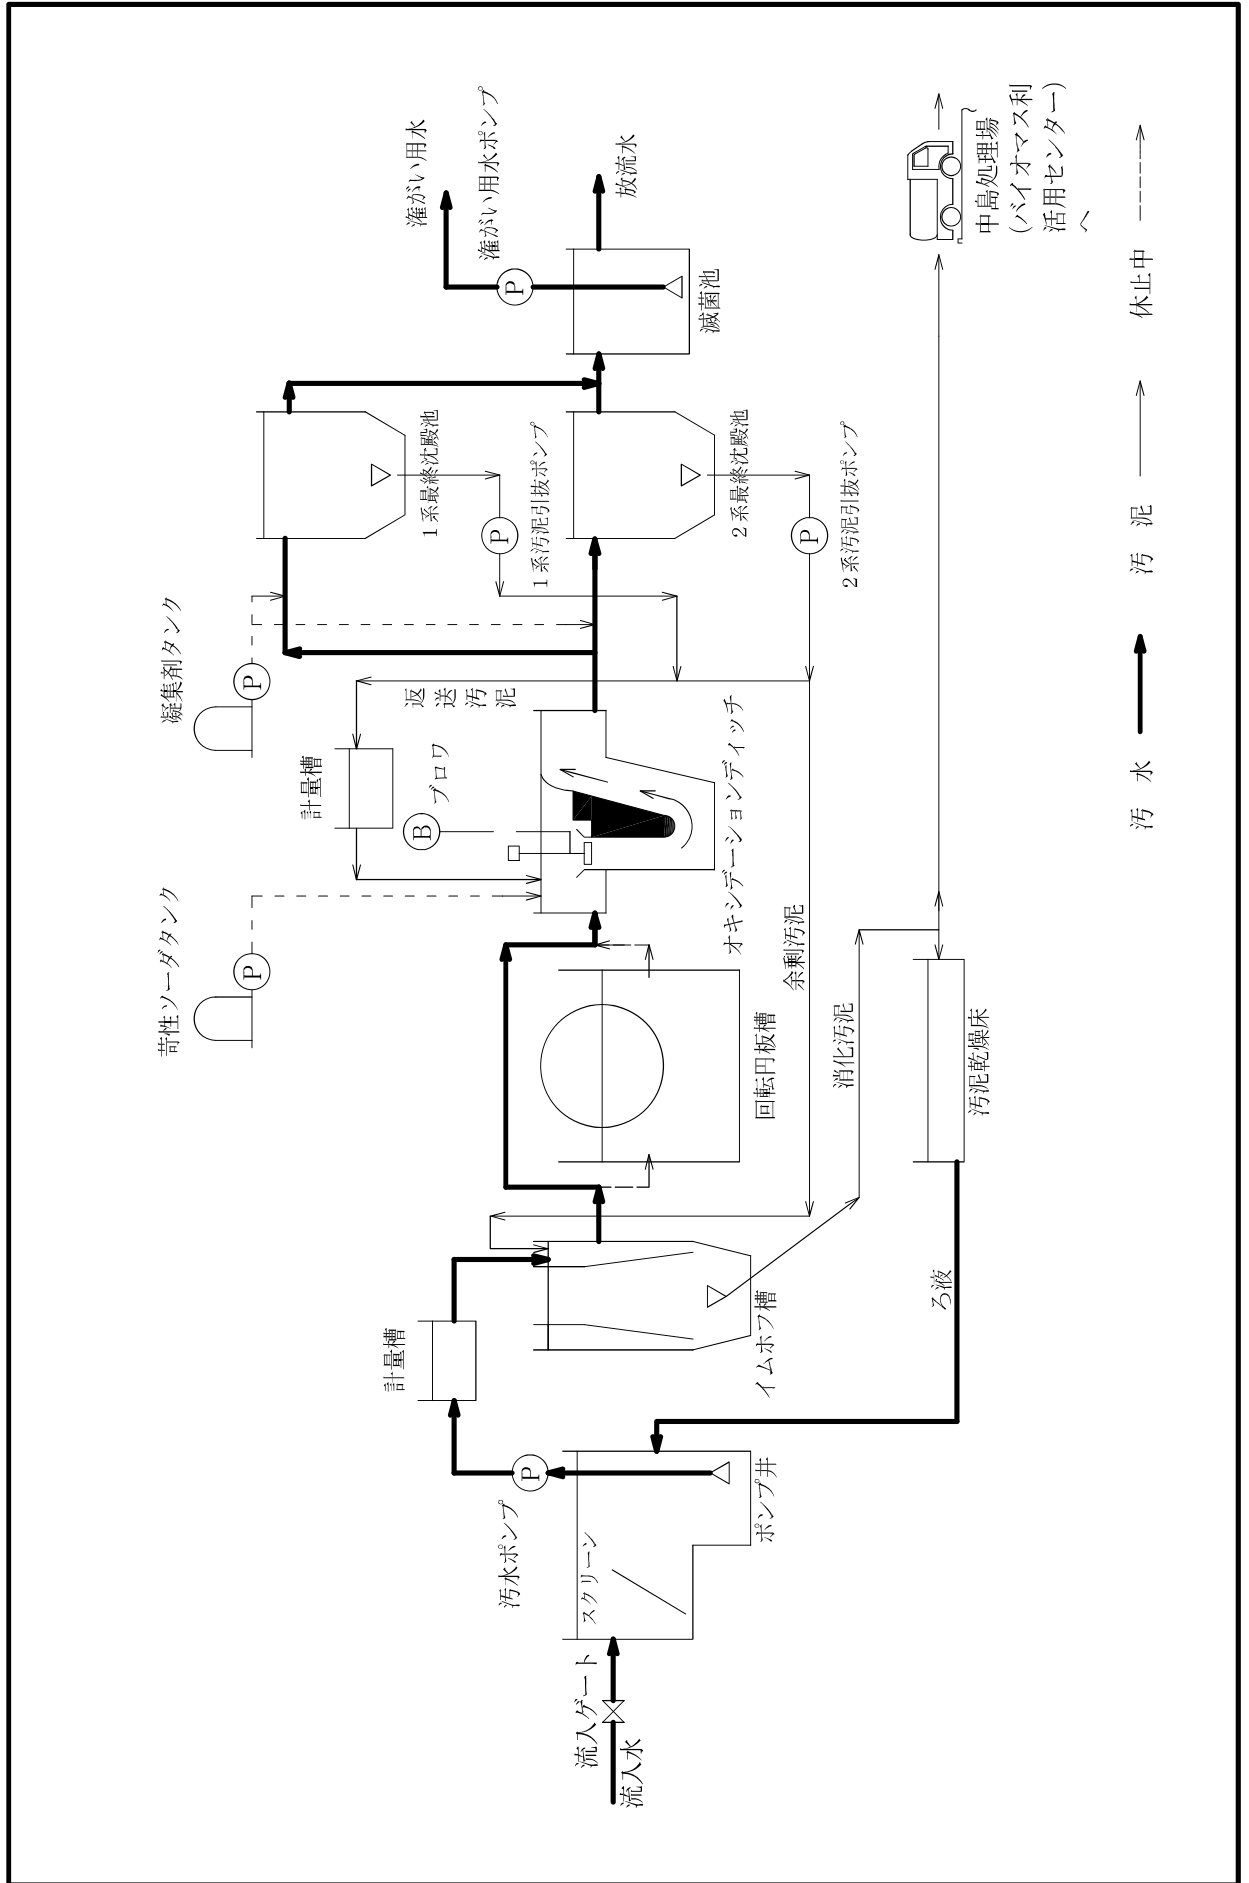 流入水
流入ゲート
スクリーン
ポンプ井
汚水ポンプ
P
計量槽
イムホフ槽
ろ液
回転円板槽
苛性ソーダタンク
P
計量槽
ブロワ
B
オキシデーションディッチ
返送汚泥
余剰汚泥
消化汚泥
汚泥乾燥床
凝集剤タンク
P
1系最終沈殿池
P
1系汚泥引抜ポンプ
2系最終沈殿池
P
2系汚泥引抜ポンプ
滅菌池
P
潅がい用水ポンプ
潅がい用水
放流水
中島処理場
(バイオマス利
活用センター)
へ
汚 水
汚 泥
休止中